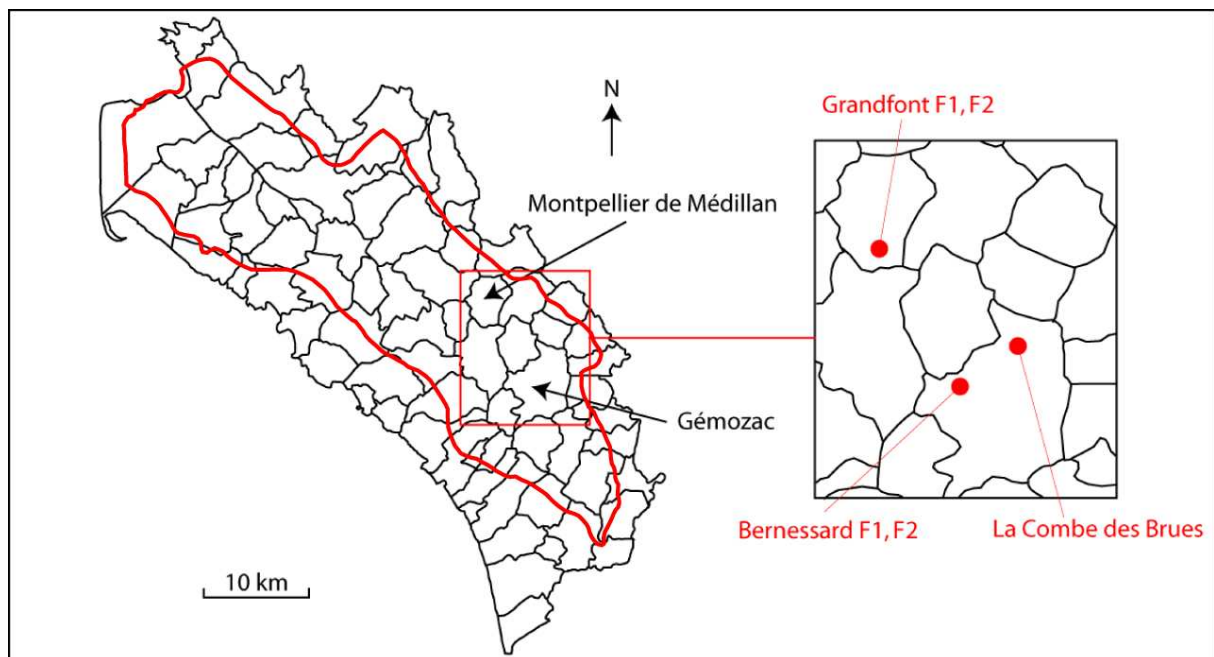 N
Grandfont F1, F2
Montpellier de Médillan
Gémozac
Bernessard F1, F2
La Combe des Brues
10 km